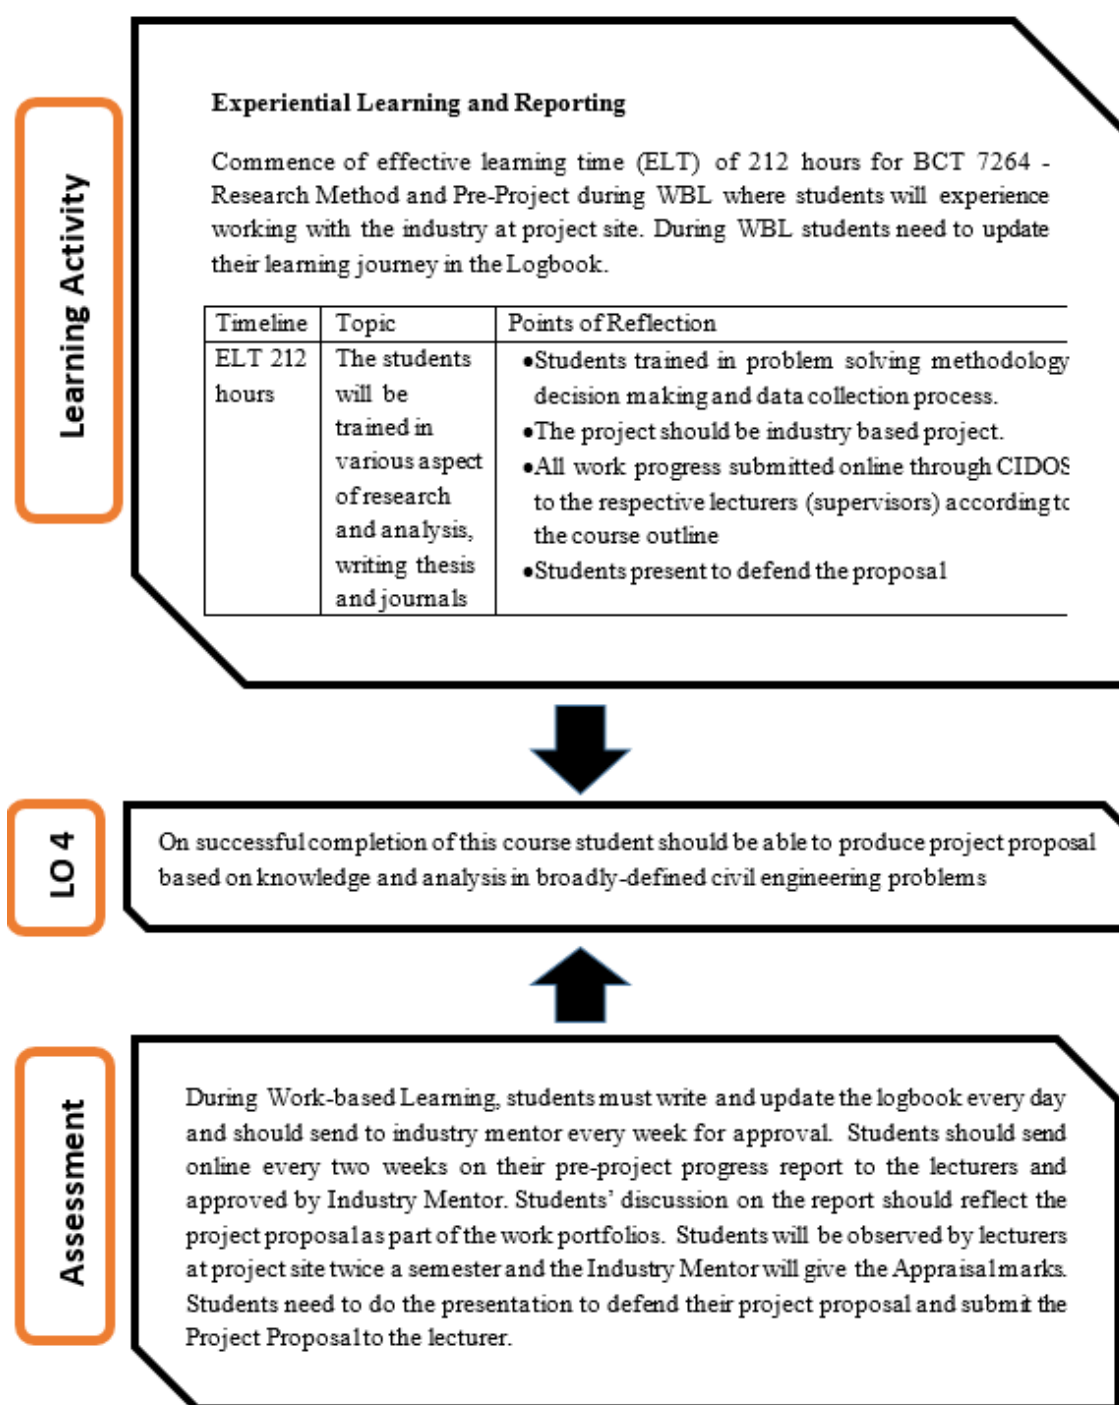 Learning Activity
Experiential Learning and Reporting
Commence of effective learning time (ELT) of 212 hours for BCT 7264 -
Research Method and Pre-Project during WBL where students will experience
working with the industry at project site. During WBL students need to update
their learning journey in the Logbook.
Timeline Topic Points of Reflection
ELT 212
hours
The students
will be
trained in
various aspect
of research
and analysis,
writing thesis
and journals
•Students trained in problem solving methodology
decision making and data collection process.
•The project should be industry based project.
•All work progress submitted online through CIDOS
to the respective lecturers (supervisors) according to
the course outline
•Students present to defend the proposal
LO 4
On successful completion of this course student should be able to produce project proposal
based on knowledge and analysis in broadly-defined civil engineering problems
Assessment
During Work-based Learning, students must write and update the logbook every day
and should send to industry mentor every week for approval. Students should send
online every two weeks on their pre-project progress report to the lecturers and
approved by Industry Mentor. Students' discussion on the report should reflect the
project proposal as part of the work portfolios. Students will be observed by lecturers
at project site twice a semester and the Industry Mentor will give the Appraisal marks.
Students need to do the presentation to defend their project proposal and submit the
Project Proposal to the lecturer.